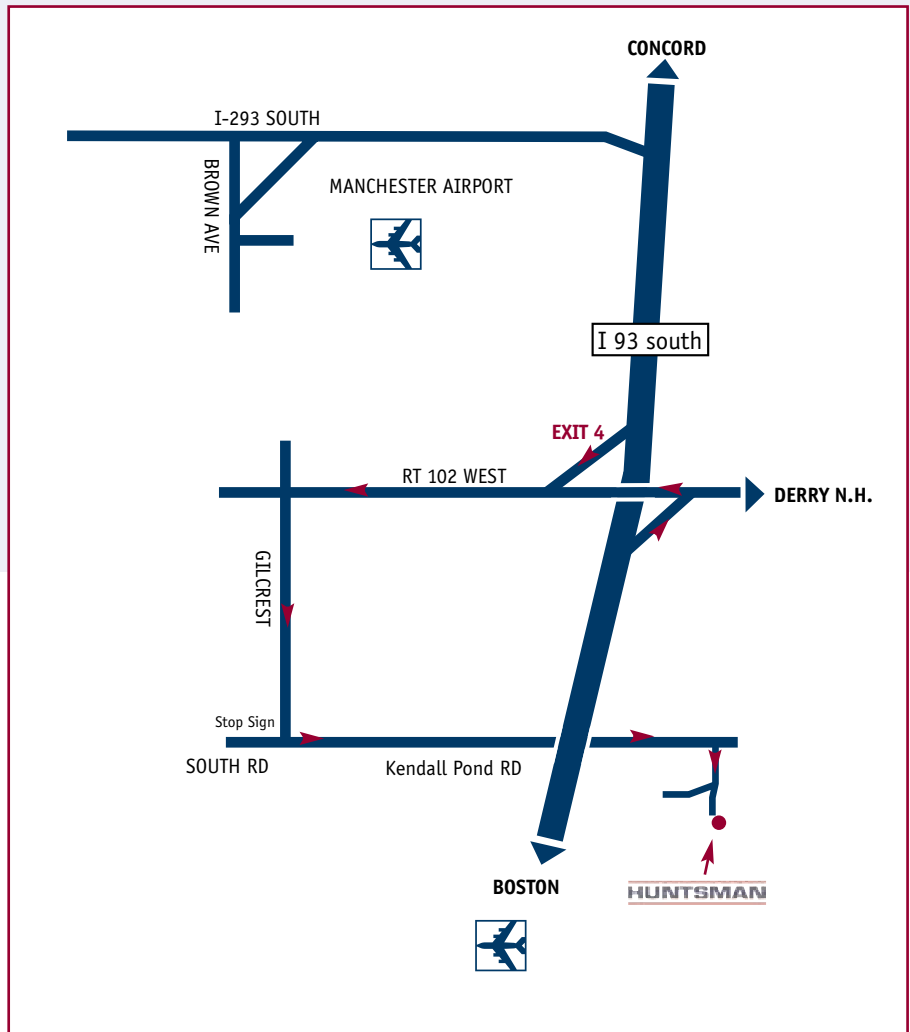 CONCORD
I-293 SOUTH
BROWN AVE
MANCHESTER AIRPORT
I 93 south
EXIT 4
RT 102 WEST
DERRY N.H.
GILCREST
Stop Sign
SOUTH RD
Kendall Pond RD
BOSTON
HUNTSMAN